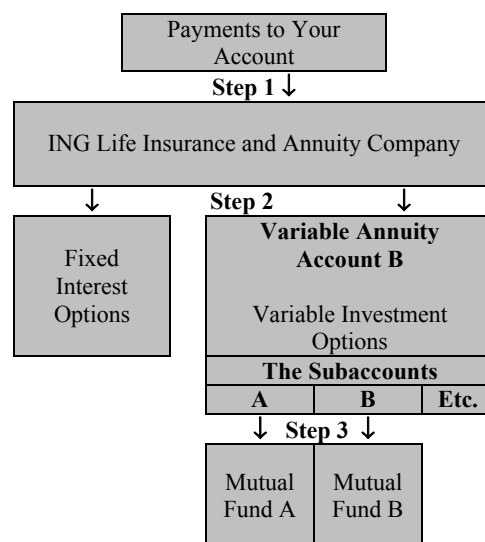 Payments to Your
Account
Step 1 ↓
ING Life Insurance and Annuity Company
↓ Step 2 ↓
Fixed
Interest
Options
Variable Annuity
Account B
Variable Investment
Options
The Subaccounts
A B Etc.
↓ Step 3 ↓
Mutual
Fund A
Mutual
Fund B